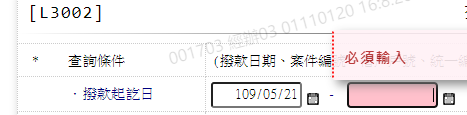 [L3002]
001703 經辦03 01110120 16:8:2
必須輸入
* 查詢條件 (撥款日期、案件編
· 撥款起訖日 109/05/21 -